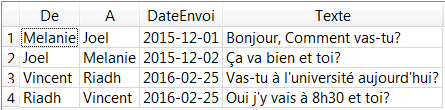 De A DateEnvoi Texte
1 Melanie Joel 2015-12-01 Bonjour, Comment vas-tu?
2 Joel Melanie 2015-12-02 Ça va bien et toi?
3 Vincent Riadh 2016-02-25 Vas-tu à l'université aujourd'hui?
4 Riadh Vincent 2016-02-25 Oui j'y vais à 8h30 et toi?